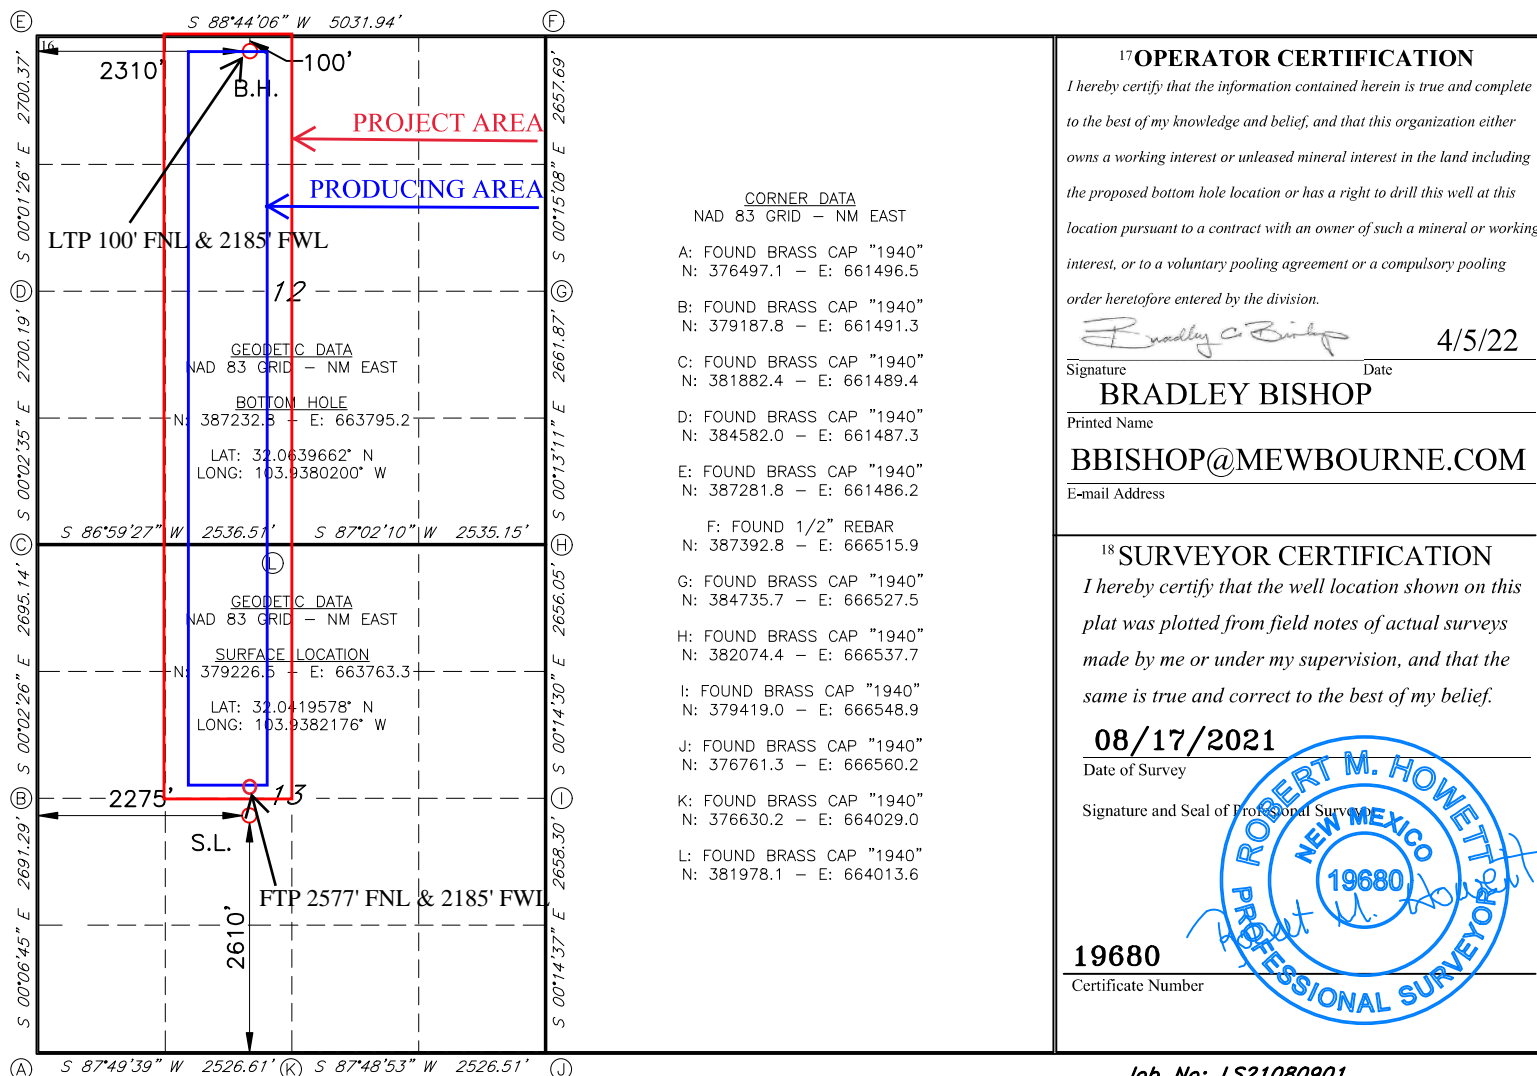 E
S 88°44'06" W 5031.94'
F
16
2310'
100'
B.H.
PROJECT AREA
PRODUCING AREA
LTP 100' FNL & 2185' FWL
S 00°01'26" E 2700.37'
S 00°15'08" E 2657.69'
D
12
G
GEODETIC DATA
NAD 83 GRID – NM EAST
BOTTOM HOLE
N: 387232.8 – E: 663795.2
LAT: 32.0639662° N
LONG: 103.9380200° W
S 00°02'35" E 2700.19'
S 00°13'11" E 2661.87'
S 86°59'27" W 2536.51'
S 87°02'10" W 2535.15'
C
H
L
GEODETIC DATA
NAD 83 GRID – NM EAST
SURFACE LOCATION
N: 379226.5 – E: 663763.3
LAT: 32.0419578° N
LONG: 103.9382176° W
S 00°02'26" E 2695.14'
S 00°14'30" E 2656.05'
B
2275'
13
I
S.L.
FTP 2577' FNL & 2185' FWL
2610'
S 00°06'45" E 2691.29'
S 00°14'37" E 2658.30'
A
S 87°49'39" W 2526.61'
K
S 87°48'53" W 2526.51'
J
CORNER DATA
NAD 83 GRID – NM EAST
A: FOUND BRASS CAP "1940"
N: 376497.1 – E: 661496.5
B: FOUND BRASS CAP "1940"
N: 379187.8 – E: 661491.3
C: FOUND BRASS CAP "1940"
N: 381882.4 – E: 661489.4
D: FOUND BRASS CAP "1940"
N: 384582.0 – E: 661487.3
E: FOUND BRASS CAP "1940"
N: 387281.8 – E: 661486.2
F: FOUND 1/2" REBAR
N: 387392.8 – E: 666515.9
G: FOUND BRASS CAP "1940"
N: 384735.7 – E: 666527.5
H: FOUND BRASS CAP "1940"
N: 382074.4 – E: 666537.7
I: FOUND BRASS CAP "1940"
N: 379419.0 – E: 666548.9
J: FOUND BRASS CAP "1940"
N: 376761.3 – E: 666560.2
K: FOUND BRASS CAP "1940"
N: 376630.2 – E: 664029.0
L: FOUND BRASS CAP "1940"
N: 381978.1 – E: 664013.6
17 OPERATOR CERTIFICATION
I hereby certify that the information contained herein is true and complete
to the best of my knowledge and belief, and that this organization either
owns a working interest or unleased mineral interest in the land including
the proposed bottom hole location or has a right to drill this well at this
location pursuant to a contract with an owner of such a mineral or working
interest, or to a voluntary pooling agreement or a compulsory pooling
order heretofore entered by the division.
Bradley C Bishop
4/5/22
Signature Date
BRADLEY BISHOP
Printed Name
BBISHOP@MEWBOURNE.COM
E-mail Address
18 SURVEYOR CERTIFICATION
I hereby certify that the well location shown on this
plat was plotted from field notes of actual surveys
made by me or under my supervision, and that the
same is true and correct to the best of my belief.
08/17/2021
Date of Survey
Signature and Seal of Professional Surveyor
ROBERT M. HOWETT
NEW MEXICO
19680
PROFESSIONAL SURVEYOR
Robert M. Howett
19680
Certificate Number
Job No: LS21080901